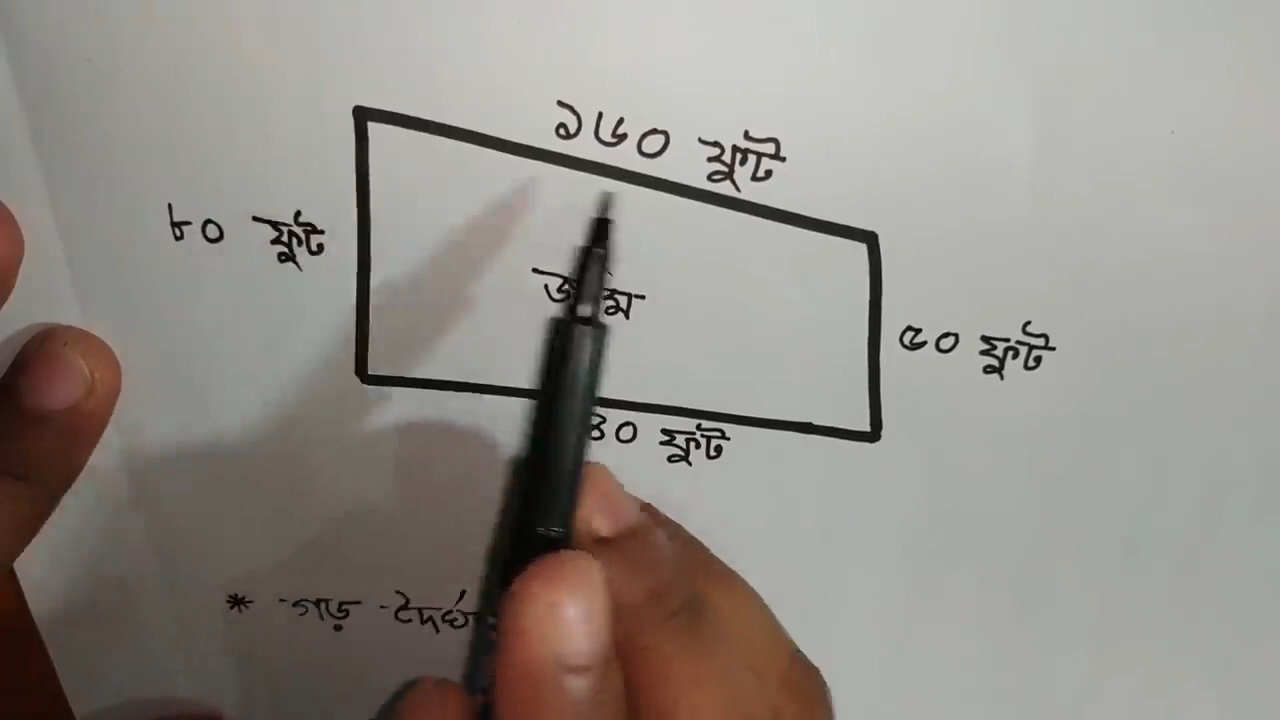 ১৬০ ফুট
৮০ ফুট
৫০ ফুট
৪০ ফুট
* গড় দৈর্ঘ